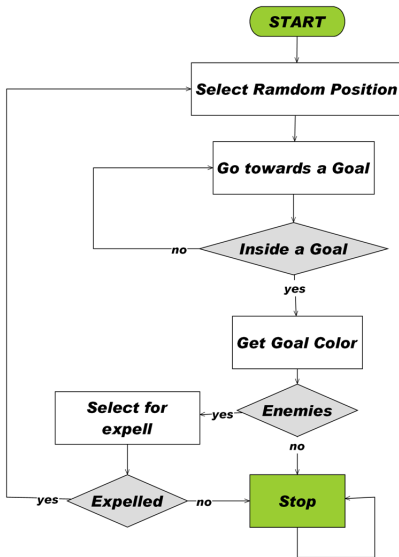 START
Select Ramdom Position
Go towards a Goal
no
Inside a Goal
yes
Get Goal Color
Select for
expell
yes
Enemies
no
yes
Expelled
no
Stop